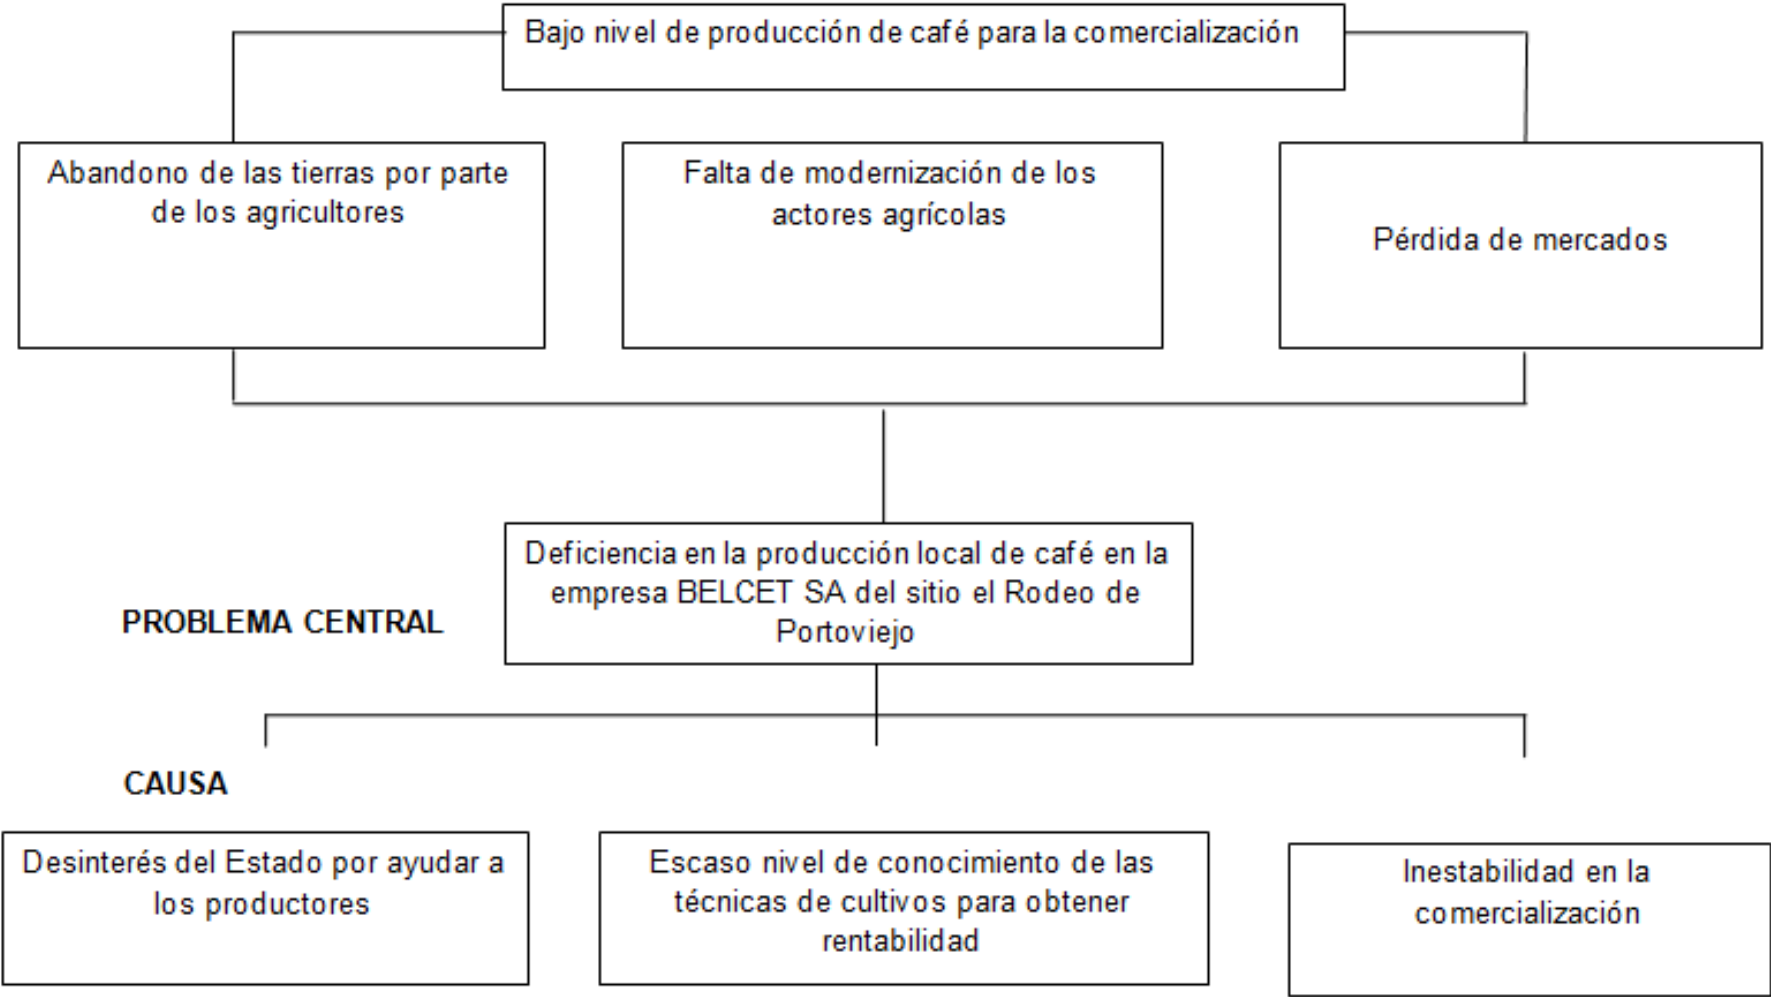 Bajo nivel de producción de café para la comercialización
Abandono de las tierras por parte
de los agricultores
Falta de modernización de los
actores agrícolas
Pérdida de mercados
Deficiencia en la producción local de café en la
empresa BELCET SA del sitio el Rodeo de
Portoviejo
PROBLEMA CENTRAL
CAUSA
Desinterés del Estado por ayudar a
los productores
Escaso nivel de conocimiento de las
técnicas de cultivos para obtener
rentabilidad
Inestabilidad en la
comercialización